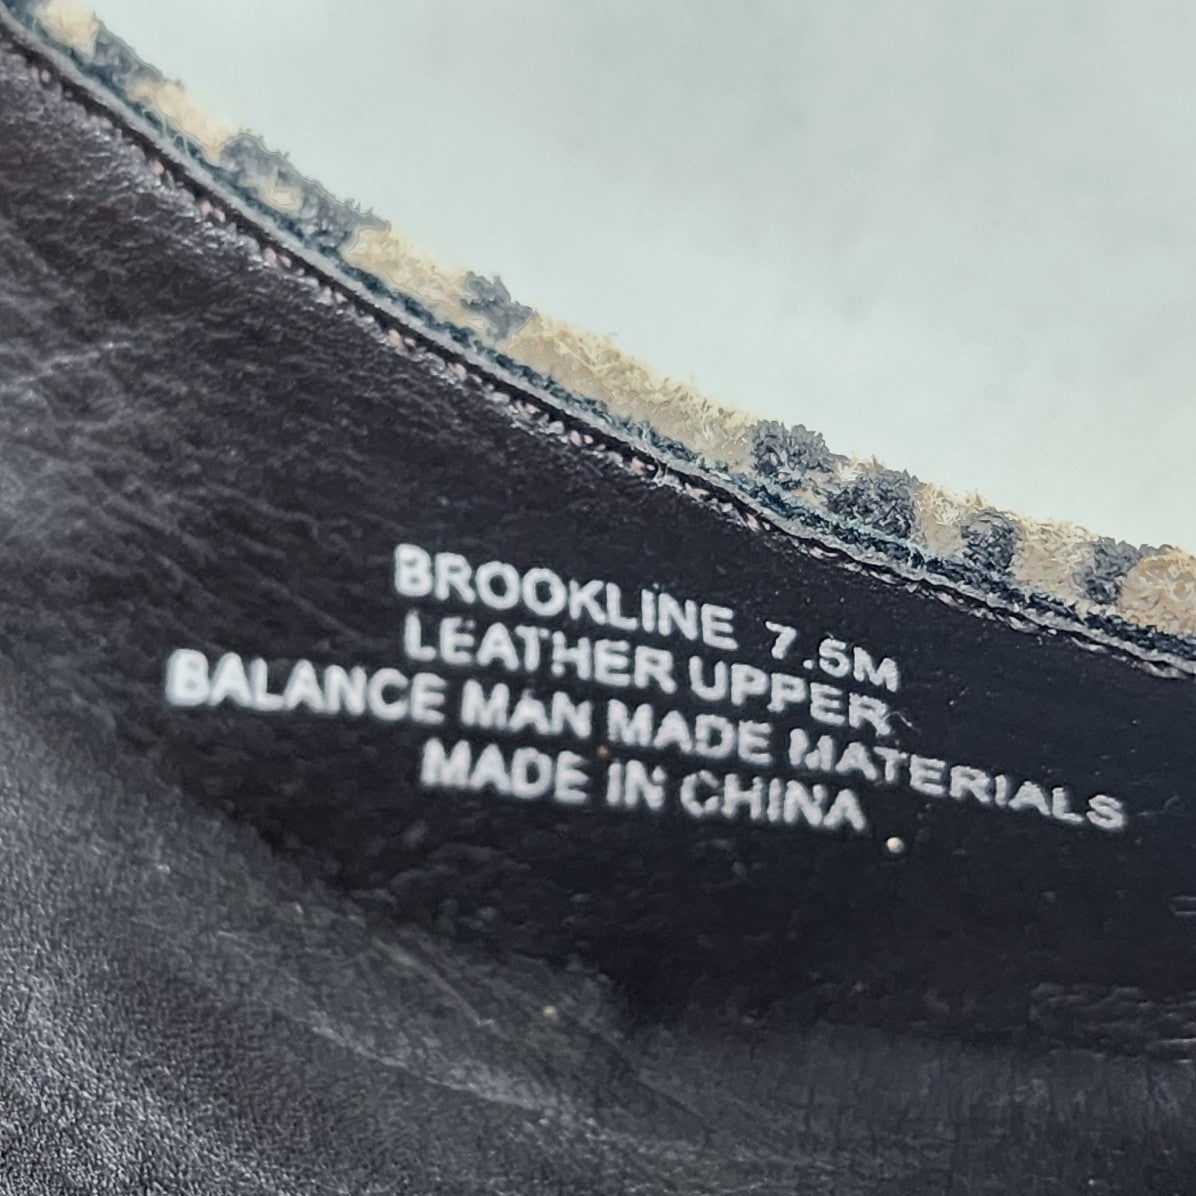 BROOKLINE 7.5M
LEATHER UPPER
BALANCE MAN MADE MATERIALS
MADE IN CHINA